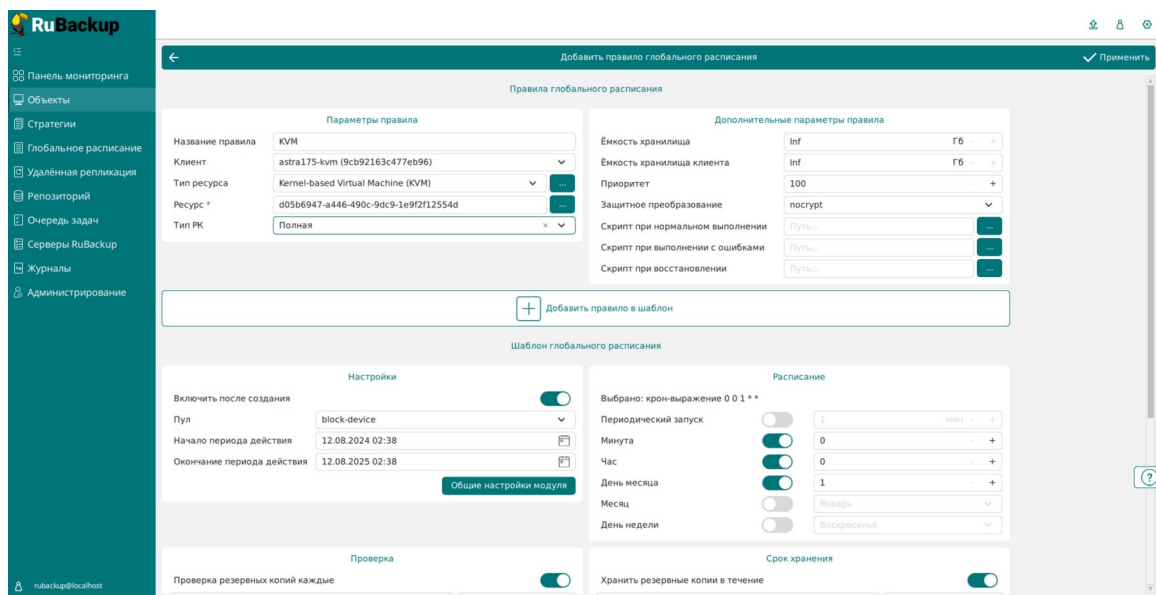 RuBackup
Панель мониторинга
Объекты
Стратегии
Глобальное расписание
Удалённая репликация
Репозиторий
Очередь задач
Серверы RuBackup
Журналы
Администрирование
rubackup@localhost
Добавить правило глобального расписания
Применить
Правила глобального расписания
Параметры правила
Название правила KVM
Клиент astra175-kvm (9cb92163c477eb96)
Тип ресурса Kernel-based Virtual Machine (KVM) ...
Ресурс * d05b6947-a446-490c-9dc9-1e9f2f12554d ...
Тип РК Полная
Дополнительные параметры правила
Ёмкость хранилища Inf Гб - +
Ёмкость хранилища клиента Inf Гб - +
Приоритет 100 - +
Защитное преобразование nocrypt
Скрипт при нормальном выполнении Путь... ...
Скрипт при выполнении с ошибками Путь... ...
Скрипт при восстановлении Путь... ...
Добавить правило в шаблон
Шаблон глобального расписания
Настройки
Включить после создания
Пул block-device
Начало периода действия 12.08.2024 02:38
Окончание периода действия 12.08.2025 02:38
Общие настройки модуля
Расписание
Выбрано: крон-выражение 0 0 1 * *
Периодический запуск 1 мин - +
Минута 0 - +
Час 0 - +
День месяца 1 - +
Месяц Январь
День недели Воскресенье
Проверка
Проверка резервных копий каждые
Срок хранения
Хранить резервные копии в течение
?